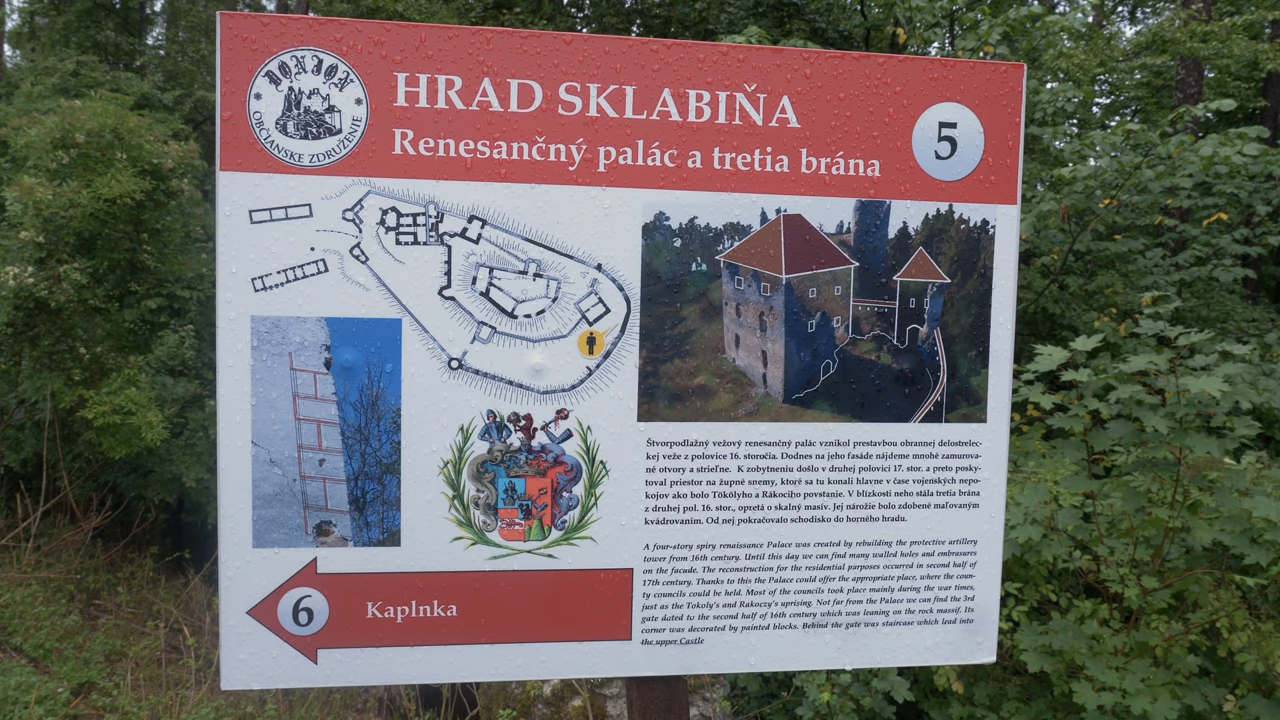 DONJON
OBČIANSKE ZDRUŽENIE
HRAD SKLABIŇA
Renesančný palác a tretia brána
5
Štvorpodlažný vežový renesančný palác vznikol prestavbou obrannej delostrelec-
kej veže z polovice 16. storočia. Dodnes na jeho fasáde nájdeme mnohé zamurova-
né otvory a strieľne. K zobytneniu došlo v druhej polovici 17. stor. a preto posky-
toval priestor na župné snemy, ktoré sa tu konali hlavne v čase vojenských nepo-
kojov ako bolo Tökölyho a Rákociho povstanie. V blízkosti neho stála tretia brána
z druhej pol. 16. stor., opretá o skalný masív. Jej nárožie bolo zdobené maľovaným
kvádrovaním. Od nej pokračovalo schodisko do horného hradu.
A four-story spiry renaissance Palace was created by rebuilding the protective artillery
tower from 16th century. Until this day we can find many walled holes and embrasures
on the facade. The reconstruction for the residential purposes occurred in second half of
17th century. Thanks to this the Palace could offer the appropriate place, where the coun-
ty councils could be held. Most of the councils took place mainly during the war times,
just as the Tokoly's and Rakoczy's uprising. Not far from the Palace we can find the 3rd
gate dated to the second half of 16th century which was leaning on the rock massif. Its
corner was decorated by painted blocks. Behind the gate was staircase which lead into
the upper Castle
6
Kaplnka